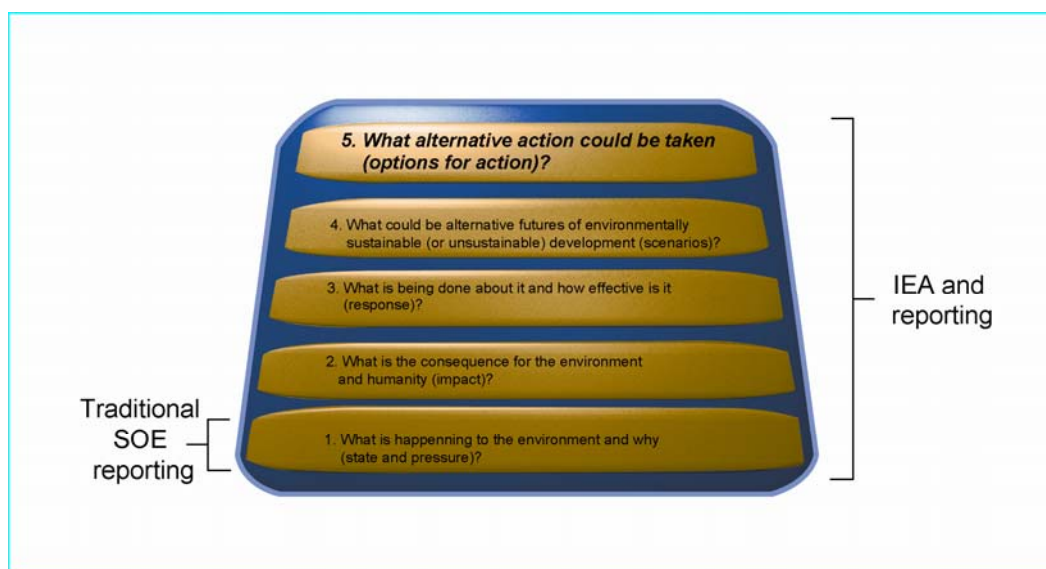 5. What alternative action could be taken
(options for action)?
4. What could be alternative futures of environmentally
sustainable (or unsustainable) development (scenarios)?
3. What is being done about it and how effective is it
(response)?
2. What is the consequence for the environment
and humanity (impact)?
1. What is happenning to the environment and why
(state and pressure)?
Traditional
SOE
reporting
IEA and
reporting